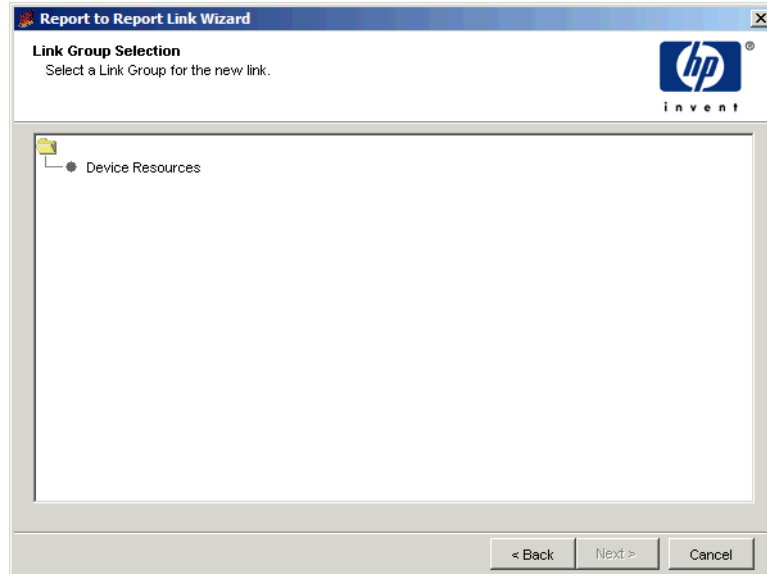 Report to Report Link Wizard
Link Group Selection
Select a Link Group for the new link.
hp
®
invent
Device Resources
< Back Next > Cancel